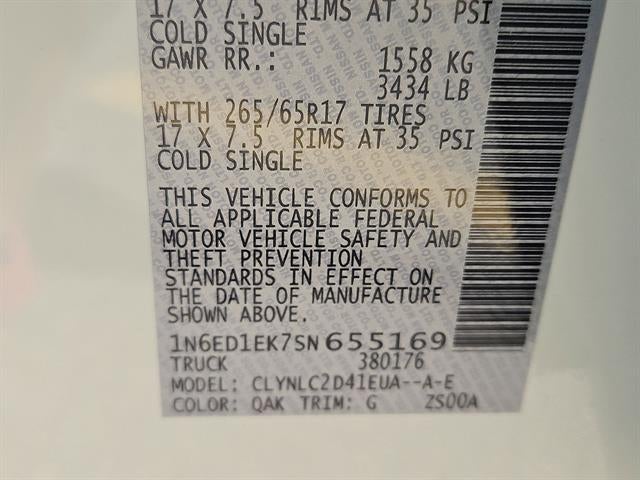 17 X 7.5 RIMS AT 35 PSI
COLD SINGLE
GAWR RR.: 1558 KG
3434 LB
WITH 265/65R17 TIRES
17 X 7.5 RIMS AT 35 PSI
COLD SINGLE
THIS VEHICLE CONFORMS TO
ALL APPLICABLE FEDERAL
MOTOR VEHICLE SAFETY AND
THEFT PREVENTION
STANDARDS IN EFFECT ON
THE DATE OF MANUFACTURE
SHOWN ABOVE.
1N6ED1EK7SN655169
TRUCK 380176
MODEL: CLYNLC2D41EUA--A-E
COLOR: QAK TRIM: G ZS00A